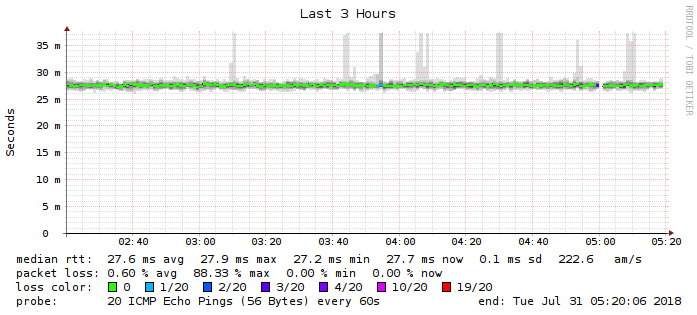 Last 3 Hours
RRDTOOL / TOBI OETIKER
Seconds
35 m
30 m
25 m
20 m
15 m
10 m
5 m
0
02:40 03:00 03:20 03:40 04:00 04:20 04:40 05:00 05:20
median rtt: 27.6 ms avg 27.9 ms max 27.2 ms min 27.7 ms now 0.1 ms sd 222.6 am/s
packet loss: 0.60 % avg 88.33 % max 0.00 % min 0.00 % now
loss color: 0 1/20 2/20 3/20 4/20 10/20 19/20
probe: 20 ICMP Echo Pings (56 Bytes) every 60s end: Tue Jul 31 05:20:06 2018